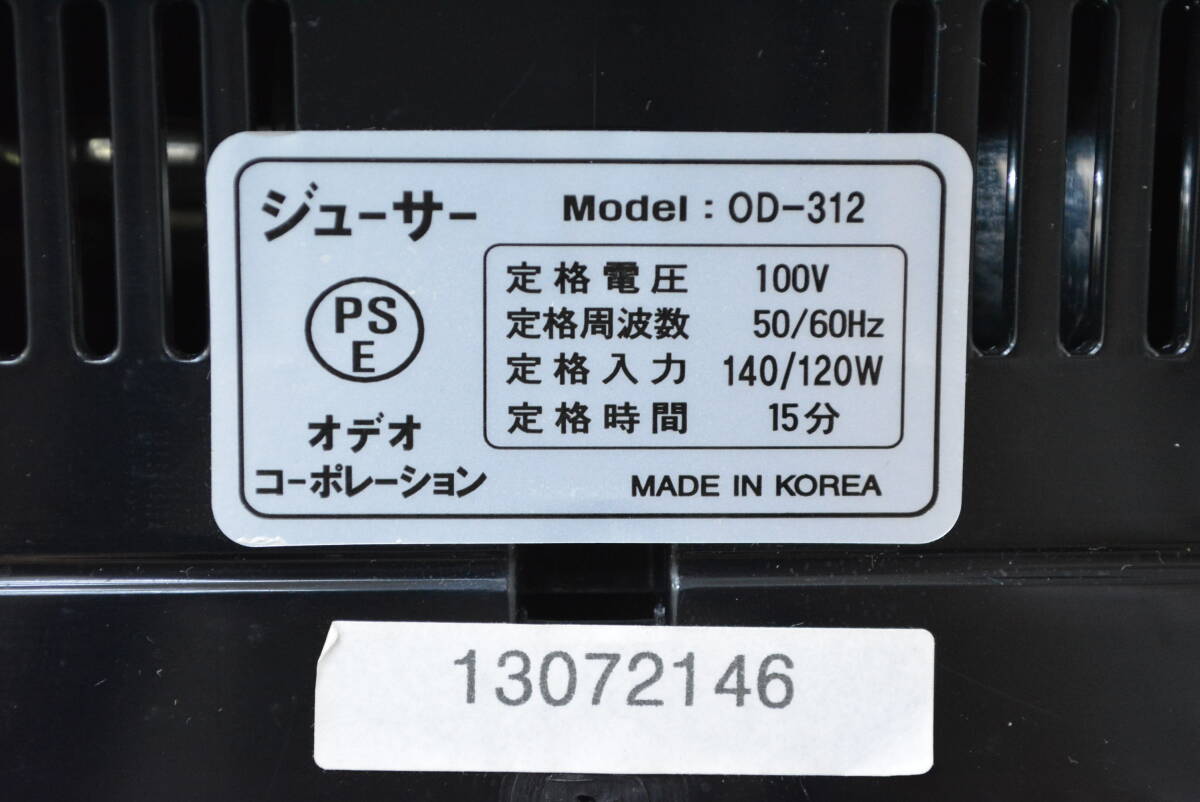 ジューサー
Model : OD-312
定格電圧 100V
定格周波数 50/60Hz
定格入力 140/120W
定格時間 15分
PS
E
オデオ
コーポレーション
MADE IN KOREA
13072146